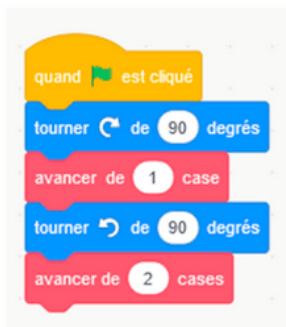 quand est cliqué
tourner de 90 degrés
avancer de 1 case
tourner de 90 degrés
avancer de 2 cases